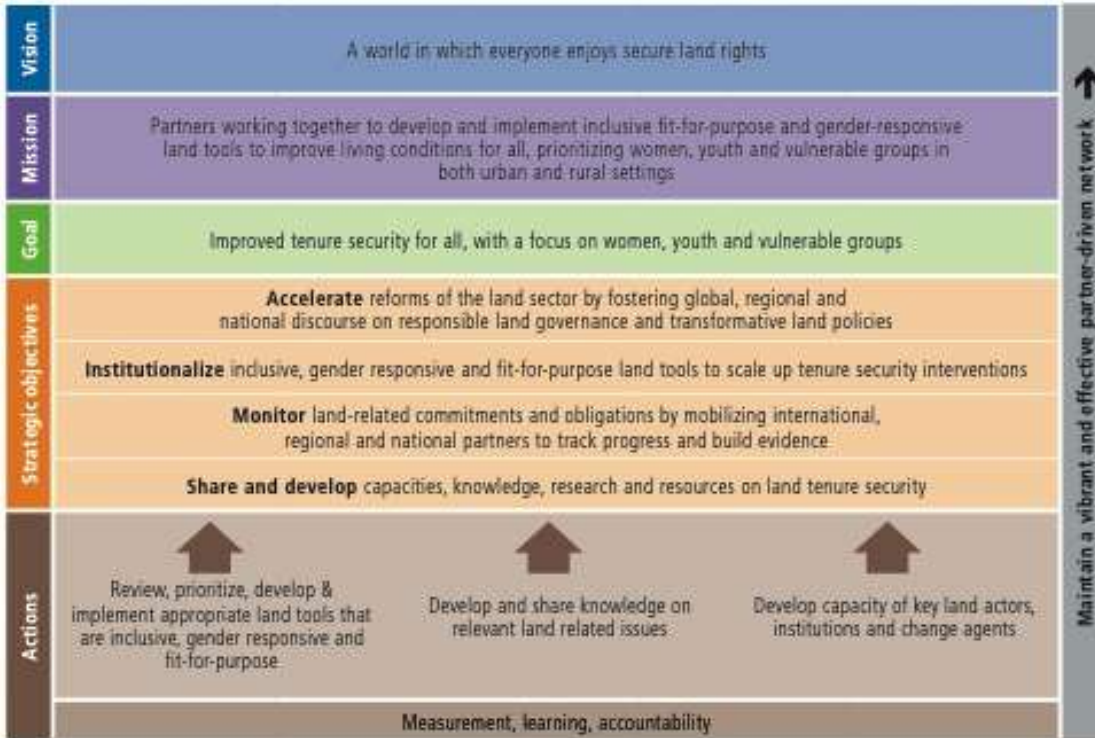 Vision
A world in which everyone enjoys secure land rights
Mission
Partners working together to develop and implement inclusive fit-for-purpose and gender-responsive
land tools to improve living conditions for all, prioritizing women, youth and vulnerable groups in
both urban and rural settings
Goal
Improved tenure security for all, with a focus on women, youth and vulnerable groups
Strategic objectives
Accelerate reforms of the land sector by fostering global, regional and
national discourse on responsible land governance and transformative land policies
Institutionalize inclusive, gender responsive and fit-for-purpose land tools to scale up tenure security interventions
Monitor land-related commitments and obligations by mobilizing international,
regional and national partners to track progress and build evidence
Share and develop capacities, knowledge, research and resources on land tenure security
Actions
Review, prioritize, develop &
implement appropriate land tools that
are inclusive, gender responsive and
fit-for-purpose
Develop and share knowledge on
relevant land related issues
Develop capacity of key land actors,
institutions and change agents
Measurement, learning, accountability
Maintain a vibrant and effective partner-driven network